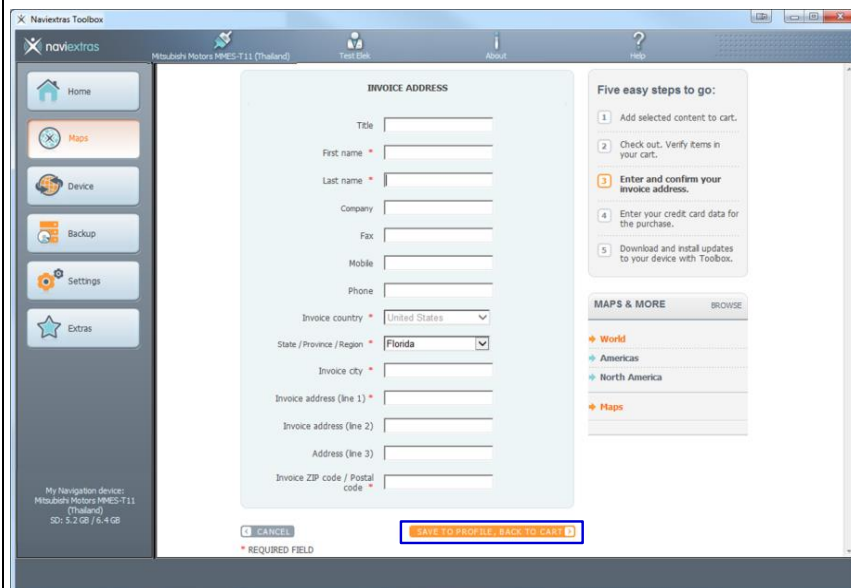 Naviextras Toolbox
naviextras
Mitsubishi Motors MMES-T11 (Thailand)
Test Elek
About
Help
Home
Maps
Device
Backup
Settings
Extras
My Navigation device:
Mitsubishi Motors MMES-T11
(Thailand)
SD: 5.2 GB / 6.4 GB
INVOICE ADDRESS
Title
First name *
Last name *
Company
Fax
Mobile
Phone
Invoice country * United States
State / Province / Region * Florida
Invoice city *
Invoice address (line 1) *
Invoice address (line 2)
Address (line 3)
Invoice ZIP code / Postal
code *
CANCEL
SAVE TO PROFILE, BACK TO CART
* REQUIRED FIELD
Five easy steps to go:
1 Add selected content to cart.
2 Check out. Verify items in
your cart.
3 Enter and confirm your
invoice address.
4 Enter your credit card data for
the purchase.
5 Download and install updates
to your device with Toolbox.
MAPS & MORE BROWSE
World
Americas
North America
Maps